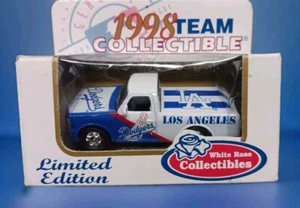 1998 TEAM
COLLECTIBLE
Dodgers
Dodgers
LA
LOS ANGELES
Limited
Edition
White Rose
Collectibles